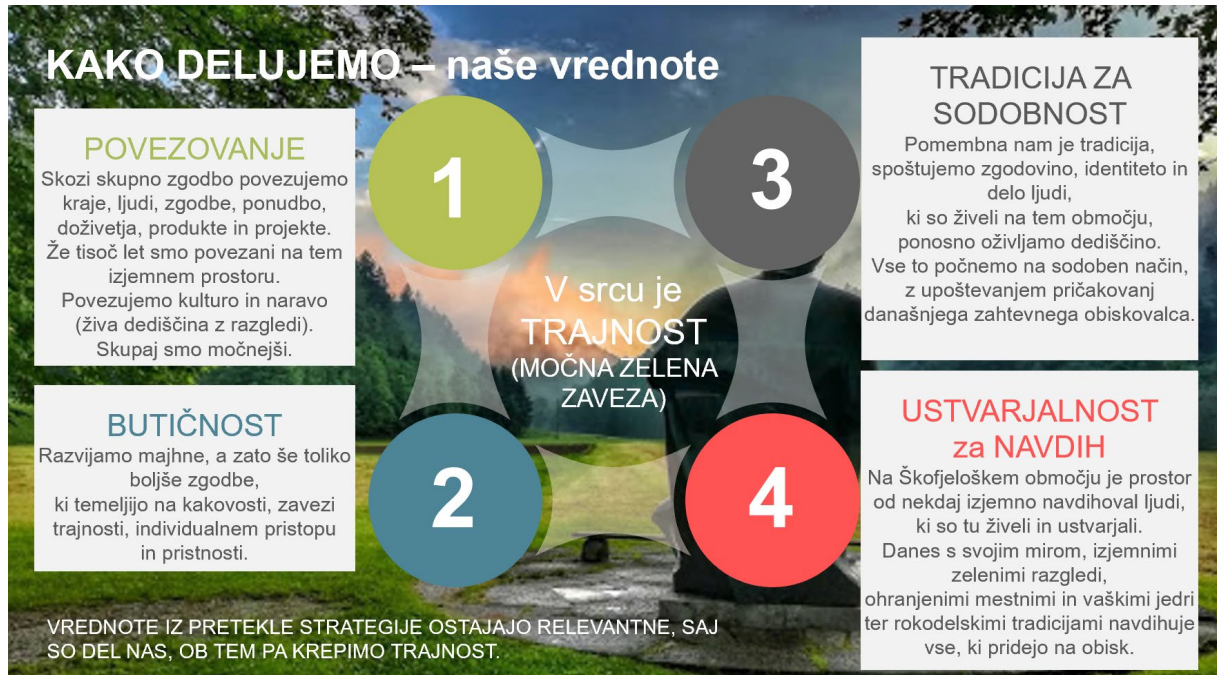 KAKO DELUJEMO – naše vrednote
POVEZOVANJE
Skozi skupno zgodbo povezujemo
kraje, ljudi, zgodbe, ponudbo,
doživetja, produkte in projekte.
Že tisoč let smo povezani na tem
izjemnem prostoru.
Povezujemo kulturo in naravo
(živa dediščina z razgledi).
Skupaj smo močnejši.
1
BUTIČNOST
Razvijamo majhne, a zato še toliko
boljše zgodbe,
ki temeljijo na kakovosti, zavezi
trajnosti, individualnem pristopu
in pristnosti.
2
V srcu je
TRAJNOST
(MOČNA ZELENA
ZAVEZA)
3
TRADICIJA ZA
SODOBNOST
Pomembna nam je tradicija,
spoštujemo zgodovino, identiteto in
delo ljudi,
ki so živeli na tem območju,
ponosno oživljamo dediščino.
Vse to počnemo na sodoben način,
z upoštevanjem pričakovanj
današnjega zahtevnega obiskovalca.
4
USTVARJALNOST
za NAVDIH
Na Škofjeloškem območju je prostor
od nekdaj izjemno navdihoval ljudi,
ki so tu živeli in ustvarjali.
Danes s svojim mirom, izjemnimi
zelenimi razgledi,
ohranjenimi mestnimi in vaškimi jedri
ter rokodelskimi tradicijami navdihuje
vse, ki pridejo na obisk.
VREDNOTE IZ PRETEKLE STRATEGIJE OSTAJAJO RELEVANTNE, SAJ
SO DEL NAS, OB TEM PA KREPIMO TRAJNOST.